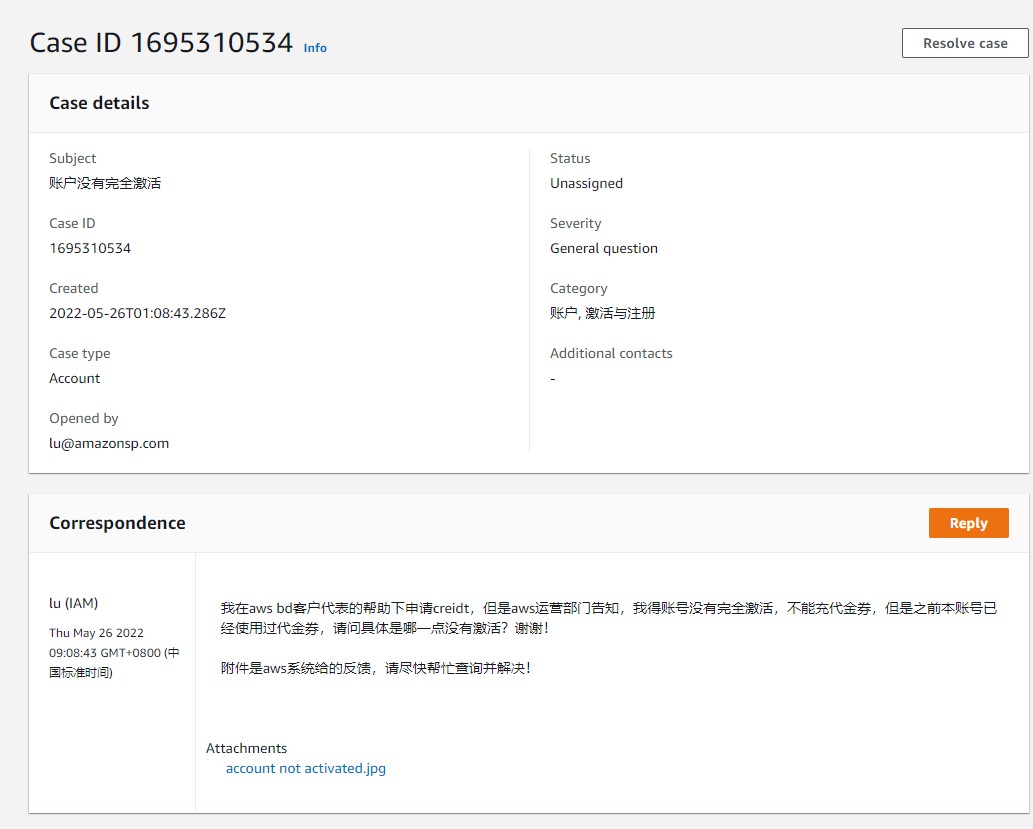 Case ID 1695310534 Info
Resolve case
Case details
Subject
账户没有完全激活
Case ID
1695310534
Created
2022-05-26T01:08:43.286Z
Case type
Account
Opened by
lu@amazonsp.com
Status
Unassigned
Severity
General question
Category
账户, 激活与注册
Additional contacts
-
Correspondence
Reply
lu (IAM)
Thu May 26 2022
09:08:43 GMT+0800 (中
国标准时间)
我在aws bd客户代表的帮助下申请creidt，但是aws运营部门告知，我得账号没有完全激活，不能充代金券，但是之前本账号已
经使用过代金券，请问具体是哪一点没有激活？谢谢！
附件是aws系统给的反馈，请尽快帮忙查询并解决！
Attachments
account not activated.jpg